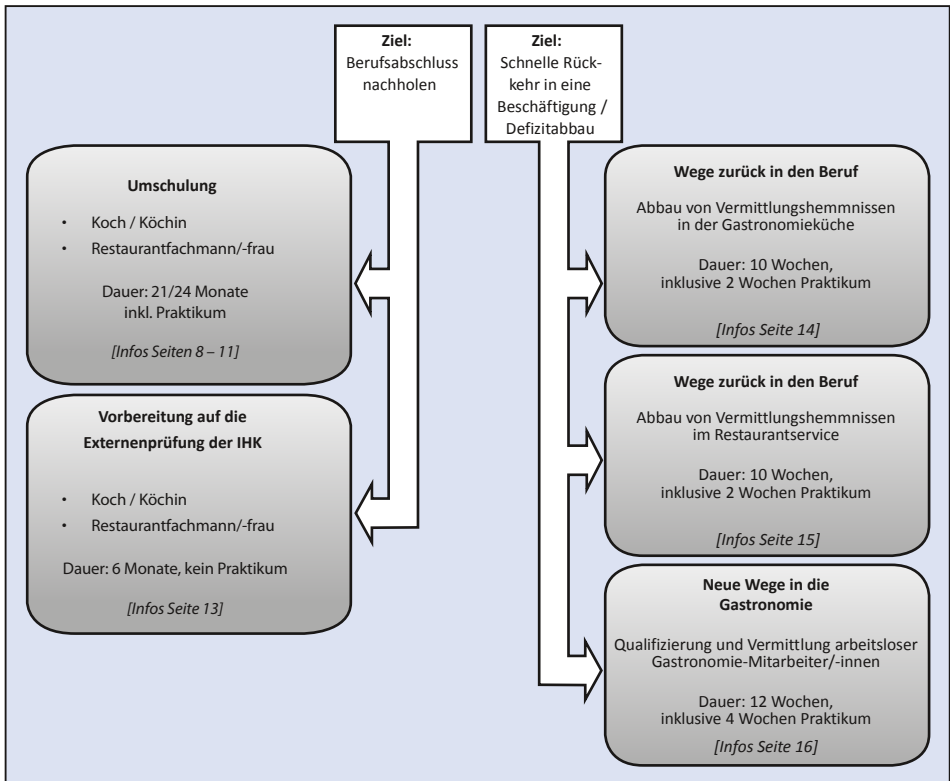 Ziel:
Berufsabschluss
nachholen
Ziel:
Schnelle Rück-
kehr in eine
Beschäftigung /
Defizitabbau
Umschulung
• Koch / Köchin
• Restaurantfachmann/-frau
Dauer: 21/24 Monate
inkl. Praktikum
[Infos Seiten 8 – 11]
Vorbereitung auf die
Externenprüfung der IHK
• Koch / Köchin
• Restaurantfachmann/-frau
Dauer: 6 Monate, kein Praktikum
[Infos Seite 13]
Wege zurück in den Beruf
Abbau von Vermittlungshemmnissen
in der Gastronomieküche
Dauer: 10 Wochen,
inklusive 2 Wochen Praktikum
[Infos Seite 14]
Wege zurück in den Beruf
Abbau von Vermittlungshemmnissen
im Restaurantservice
Dauer: 10 Wochen,
inklusive 2 Wochen Praktikum
[Infos Seite 15]
Neue Wege in die
Gastronomie
Qualifizierung und Vermittlung arbeitsloser
Gastronomie-Mitarbeiter/-innen
Dauer: 12 Wochen,
inklusive 4 Wochen Praktikum
[Infos Seite 16]